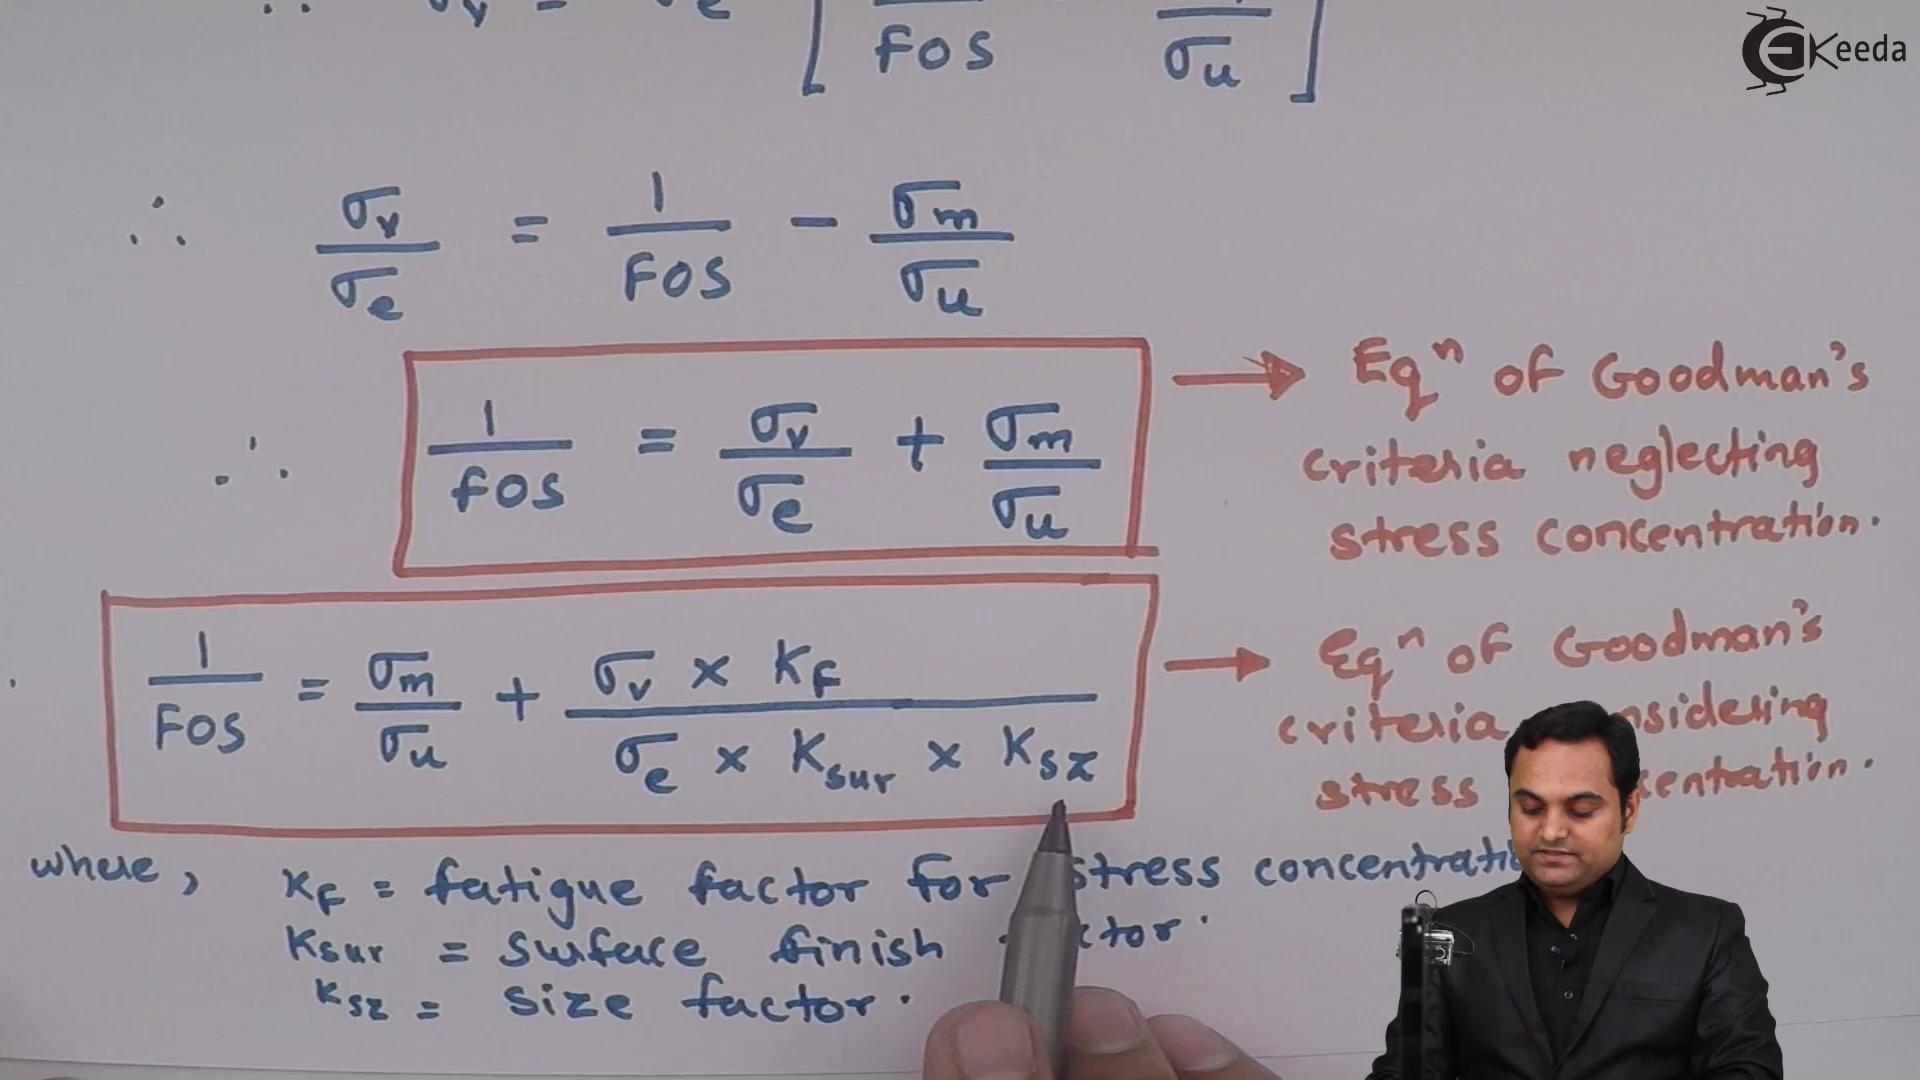 EKeeda
FOS σu
∴ σv/σe = 1/FOS − σm/σu
∴ 1/FOS = σv/σe + σm/σu
→ Eqⁿ of Goodman's
criteria neglecting
stress concentration.
1/FOS = σm/σu + σv × KF/σe × Ksur × Ksz
→ Eqⁿ of Goodman's
criteria
stress
where, KF = fatigue factor for stress
Ksur = surface finish
Ksz = size factor.